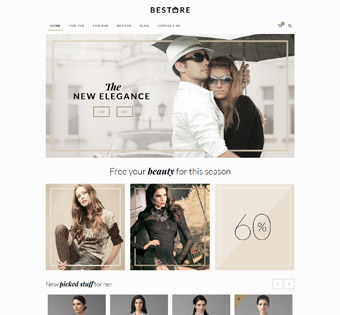 BESTORE
HOME FOR HER FOR HIM BRANDS BLOG CONTACT US
The
NEW ELEGANCE
Free your beauty for this season
60%
New picked stuff for her